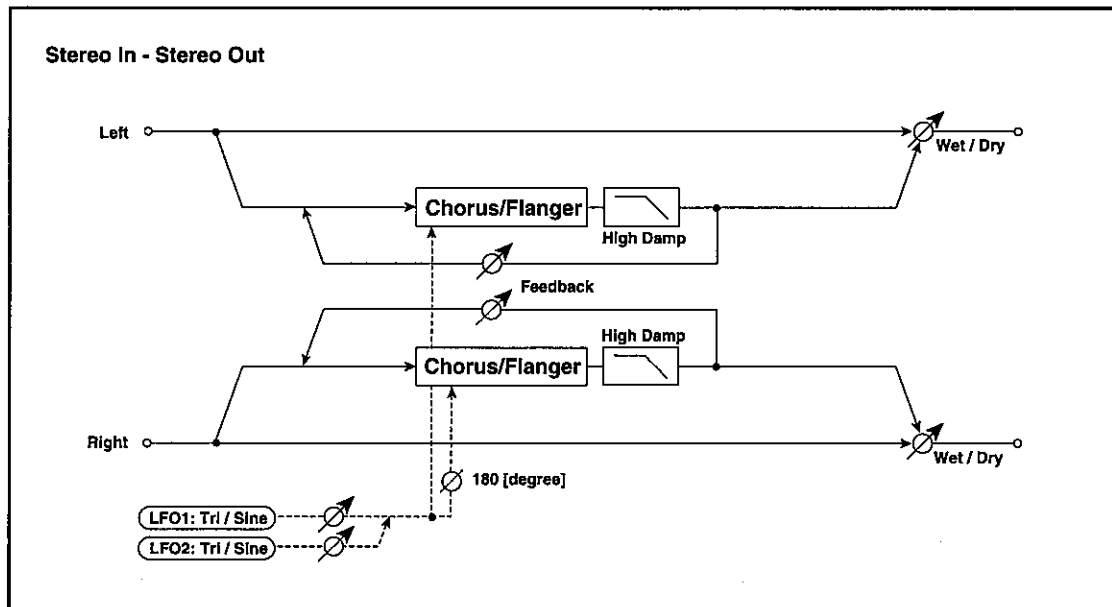 Stereo In - Stereo Out
Left
Wet / Dry
Chorus/Flanger
High Damp
Feedback
High Damp
Chorus/Flanger
Right
Wet / Dry
180 [degree]
LFO1: Tri / Sine
LFO2: Tri / Sine